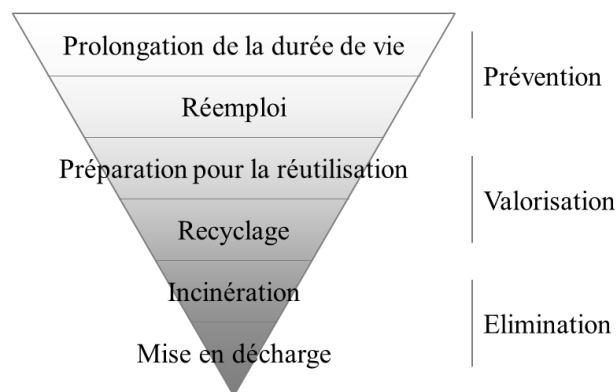 Prolongation de la durée de vie
Réemploi
Prévention
Préparation pour la réutilisation
Recyclage
Valorisation
Incinération
Mise en décharge
Elimination